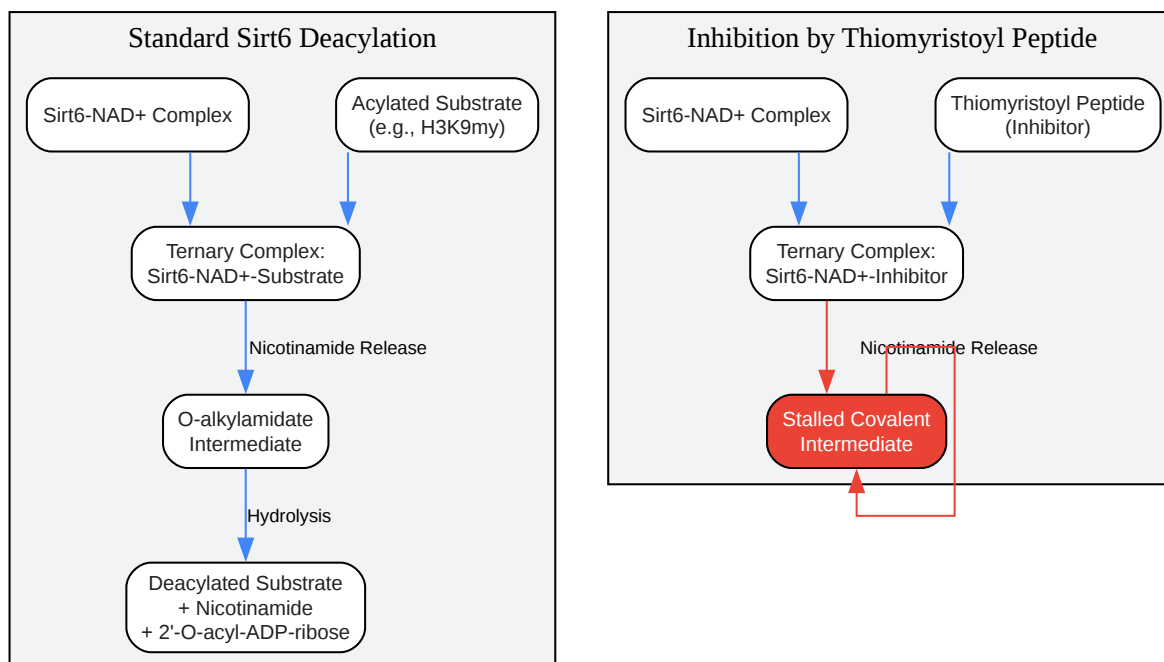 Standard Sirt6 Deacylation
Sirt6-NAD+ Complex
Acylated Substrate
(e.g., H3K9my)
Ternary Complex:
Sirt6-NAD+-Substrate
Nicotinamide Release
O-alkylamidate
Intermediate
Hydrolysis
Deacylated Substrate
+ Nicotinamide
+ 2'-O-acyl-ADP-ribose
Inhibition by Thiomyristoyl Peptide
Sirt6-NAD+ Complex
Thiomyristoyl Peptide
(Inhibitor)
Ternary Complex:
Sirt6-NAD+-Inhibitor
Nicotinamide Release
Stalled Covalent
Intermediate